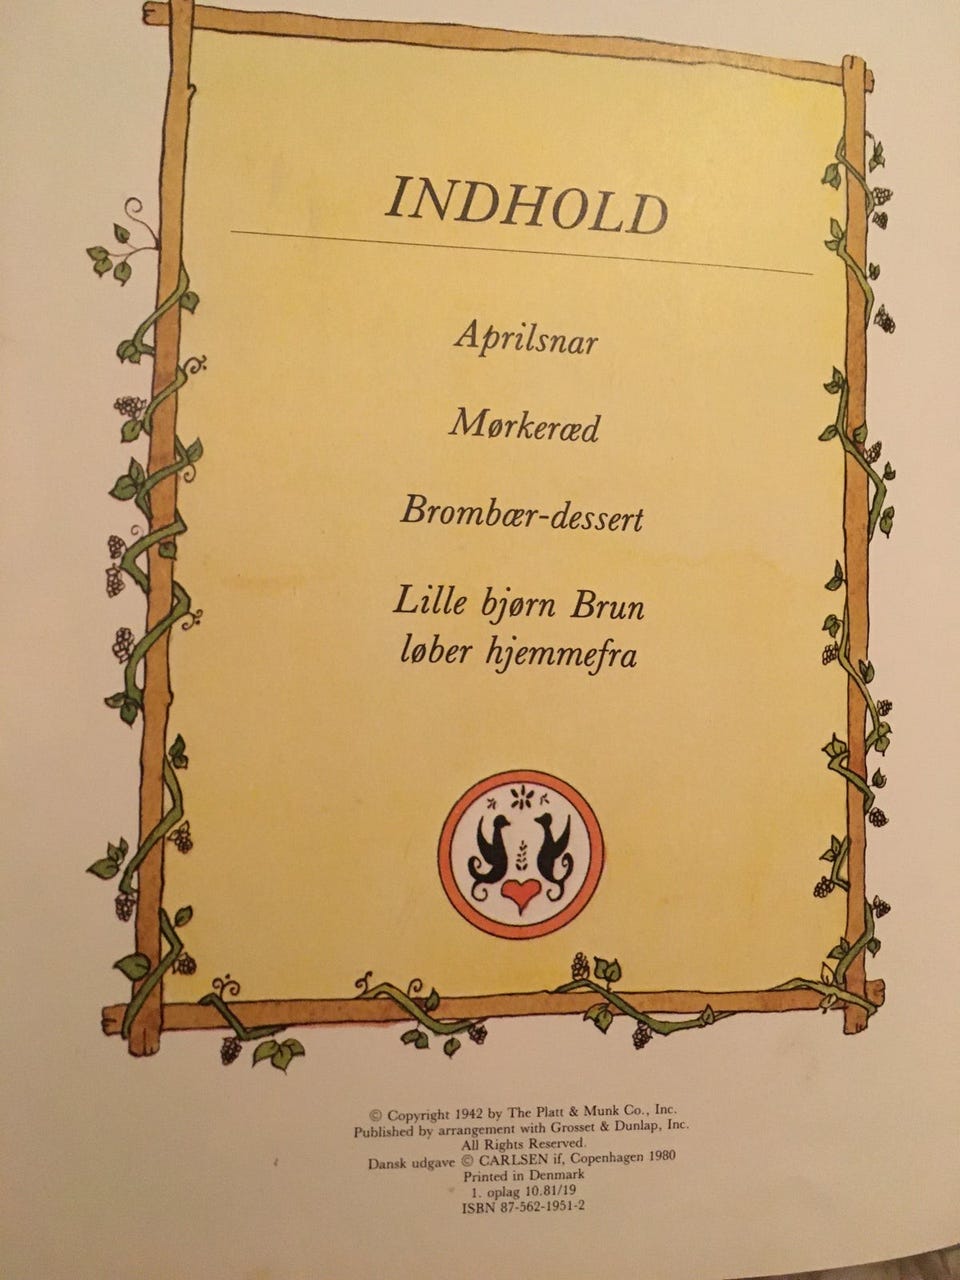 INDHOLD
Aprilsnar
Mørkeræd
Brombær-dessert
Lille bjørn Brun
løber hjemmefra
© Copyright 1942 by The Platt & Munk Co., Inc.
Published by arrangement with Grosset & Dunlap, Inc.
All Rights Reserved.
Dansk udgave © CARLSEN if, Copenhagen 1980
Printed in Denmark
1. oplag 10.81/19
ISBN 87-562-1951-2